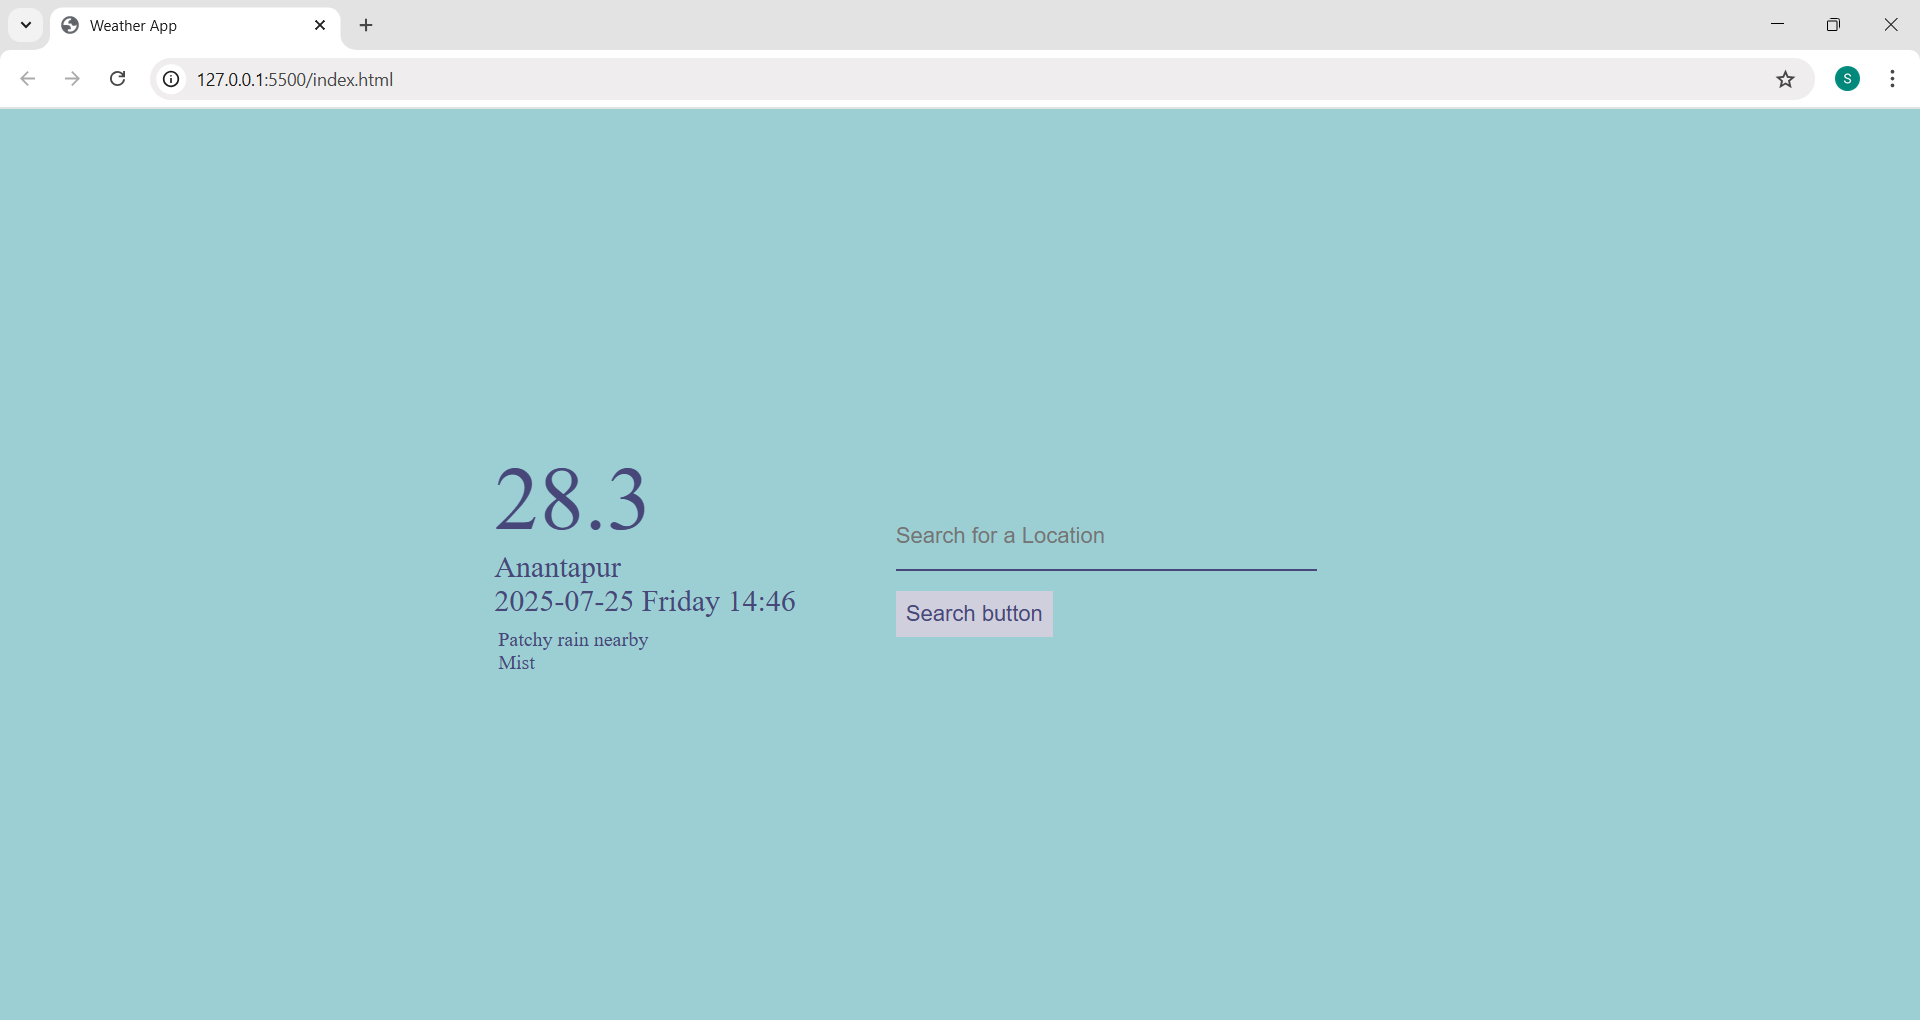 Weather App
127.0.0.1:5500/index.html
S
28.3
Anantapur
2025-07-25 Friday 14:46
Patchy rain nearby
Mist
Search for a Location
Search button